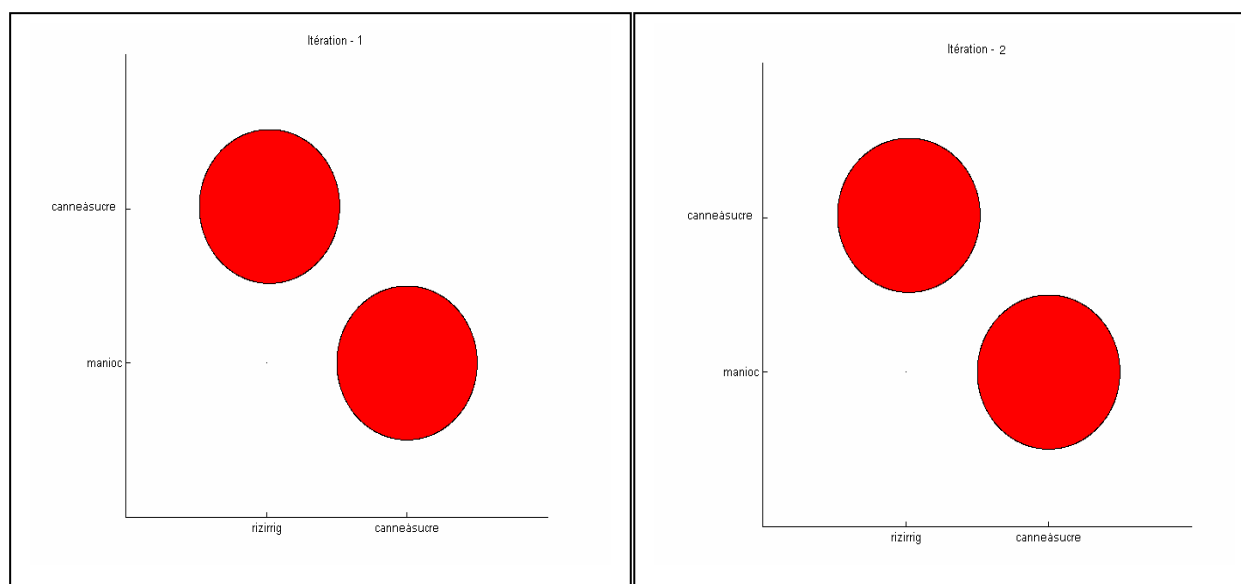 Itération - 1
canneàsucre
manioc
rizirrig
canneàsucre
Itération - 2
canneàsucre
manioc
rizirrig
canneàsucre